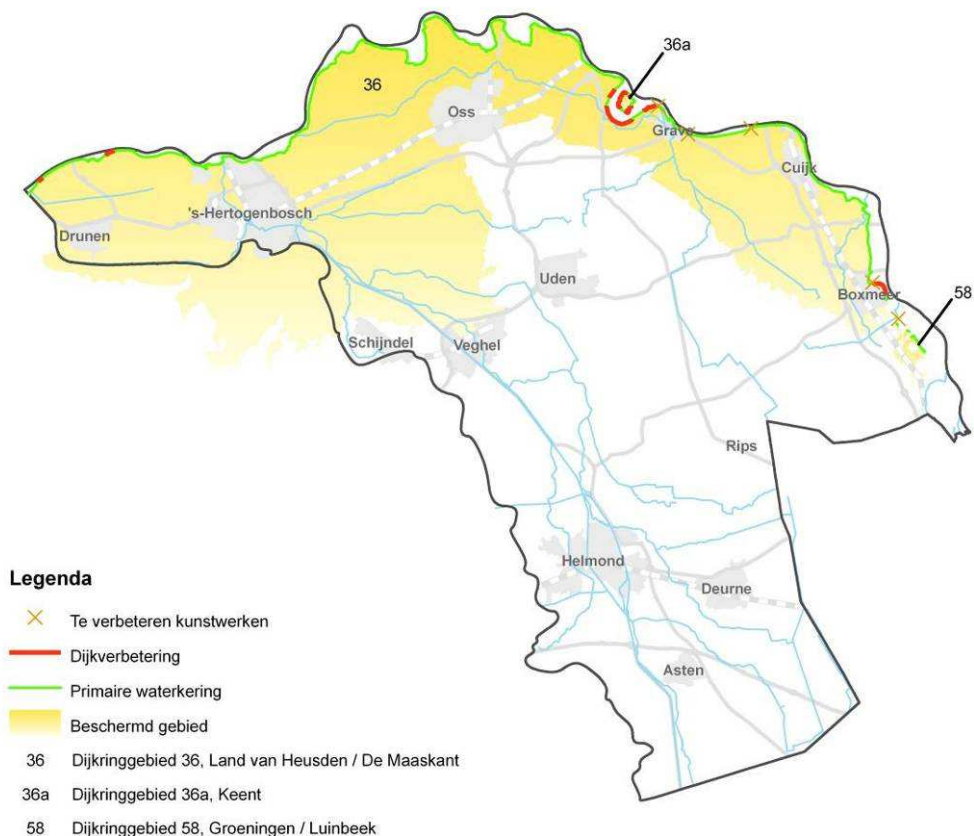 36a
36
Oss
Grave
Cuijk
's-Hertogenbosch
Drunen
Uden
Boxmeer
58
Schijndel
Veghel
Rips
Helmond
Deurne
Asten
Legenda
Te verbeteren kunstwerken
Dijkverbetering
Primaire waterkering
Beschermd gebied
36 Dijkringgebied 36, Land van Heusden / De Maaskant
36a Dijkringgebied 36a, Keent
58 Dijkringgebied 58, Groeningen / Luinbeek